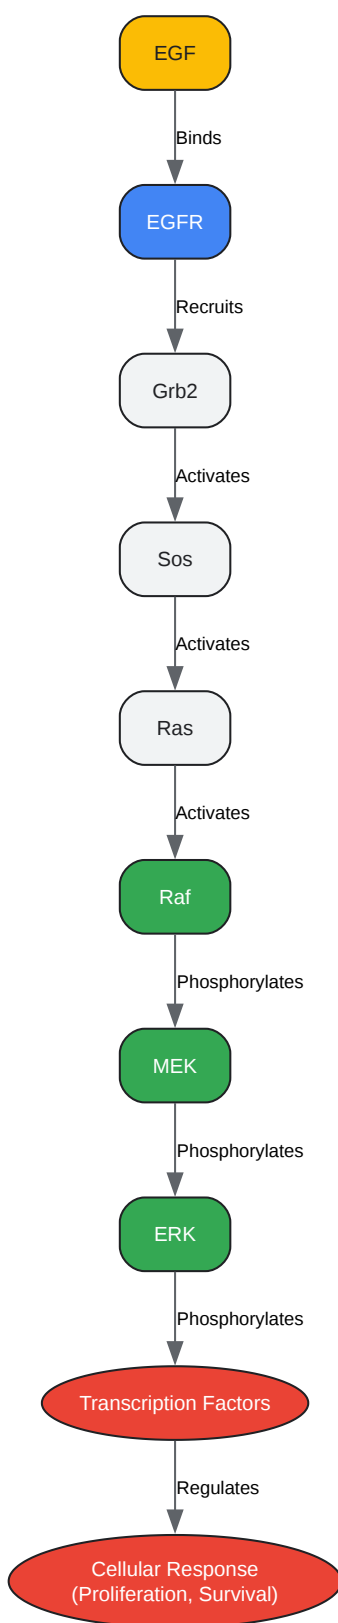 EGF
Binds
EGFR
Recruits
Grb2
Activates
Sos
Activates
Ras
Activates
Raf
Phosphorylates
MEK
Phosphorylates
ERK
Phosphorylates
Transcription Factors
Regulates
Cellular Response
(Proliferation, Survival)